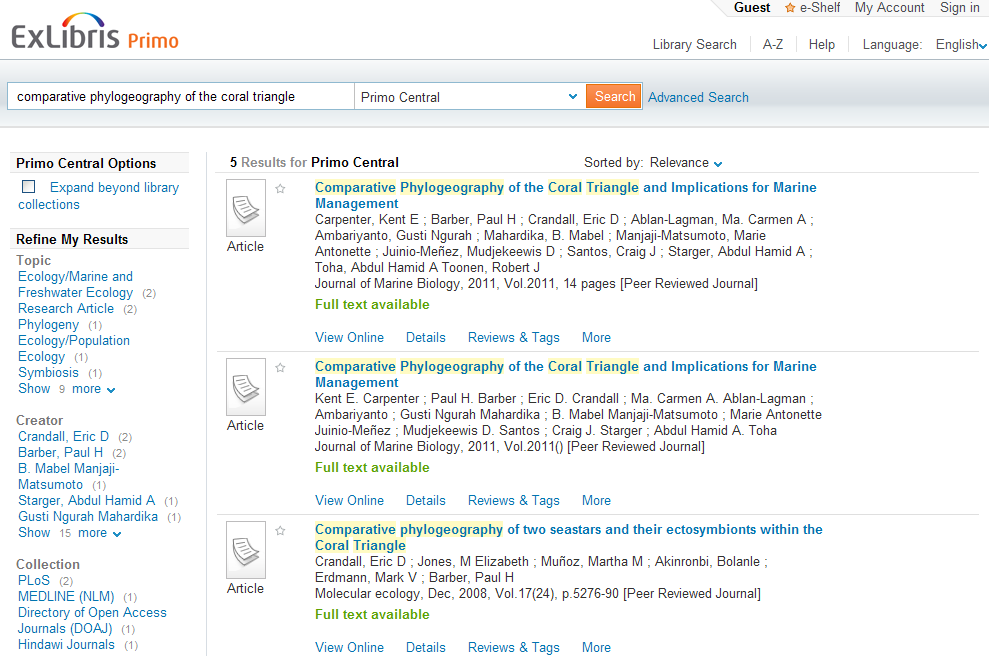 Guest e-Shelf My Account Sign in
ExLibris Primo
Library Search A-Z Help Language: English
comparative phylogeography of the coral triangle Primo Central Search Advanced Search
Primo Central Options
Expand beyond library
collections
Refine My Results
Topic
Ecology/Marine and
Freshwater Ecology (2)
Research Article (2)
Phylogeny (1)
Ecology/Population
Ecology (1)
Symbiosis (1)
Show 9 more
Creator
Crandall, Eric D (2)
Barber, Paul H (2)
B. Mabel Manjaji-
Matsumoto (1)
Starger, Abdul Hamid A (1)
Gusti Ngurah Mahardika (1)
Show 15 more
Collection
PLoS (2)
MEDLINE (NLM) (1)
Directory of Open Access
Journals (DOAJ) (1)
Hindawi Journals (1)
5 Results for Primo Central Sorted by: Relevance
Article
Comparative Phylogeography of the Coral Triangle and Implications for Marine
Management
Carpenter, Kent E ; Barber, Paul H ; Crandall, Eric D ; Ablan-Lagman, Ma. Carmen A ;
Ambariyanto, Gusti Ngurah ; Mahardika, B. Mabel ; Manjaji-Matsumoto, Marie
Antonette ; Juinio-Meñez, Mudjekeewis D ; Santos, Craig J ; Starger, Abdul Hamid A ;
Toha, Abdul Hamid A Toonen, Robert J
Journal of Marine Biology, 2011, Vol.2011, 14 pages [Peer Reviewed Journal]
Full text available
View Online Details Reviews & Tags More
Article
Comparative Phylogeography of the Coral Triangle and Implications for Marine
Management
Kent E. Carpenter ; Paul H. Barber ; Eric D. Crandall ; Ma. Carmen A. Ablan-Lagman ;
Ambariyanto ; Gusti Ngurah Mahardika ; B. Mabel Manjaji-Matsumoto ; Marie Antonette
Juinio-Meñez ; Mudjekeewis D. Santos ; Craig J. Starger ; Abdul Hamid A. Toha
Journal of Marine Biology, 2011, Vol.2011() [Peer Reviewed Journal]
Full text available
View Online Details Reviews & Tags More
Article
Comparative phylogeography of two seastars and their ectosymbionts within the
Coral Triangle
Crandall, Eric D ; Jones, M Elizabeth ; Muñoz, Martha M ; Akinronbi, Bolanle ;
Erdmann, Mark V ; Barber, Paul H
Molecular ecology, Dec, 2008, Vol.17(24), p.5276-90 [Peer Reviewed Journal]
Full text available
View Online Details Reviews & Tags More